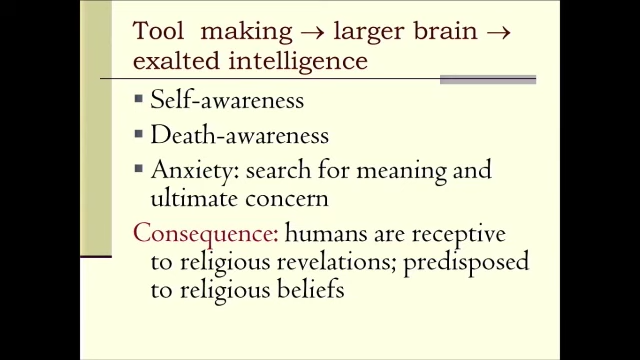 Tool making → larger brain →
exalted intelligence
▪ Self-awareness
▪ Death-awareness
▪ Anxiety: search for meaning and
ultimate concern
Consequence: humans are receptive
to religious revelations; predisposed
to religious beliefs